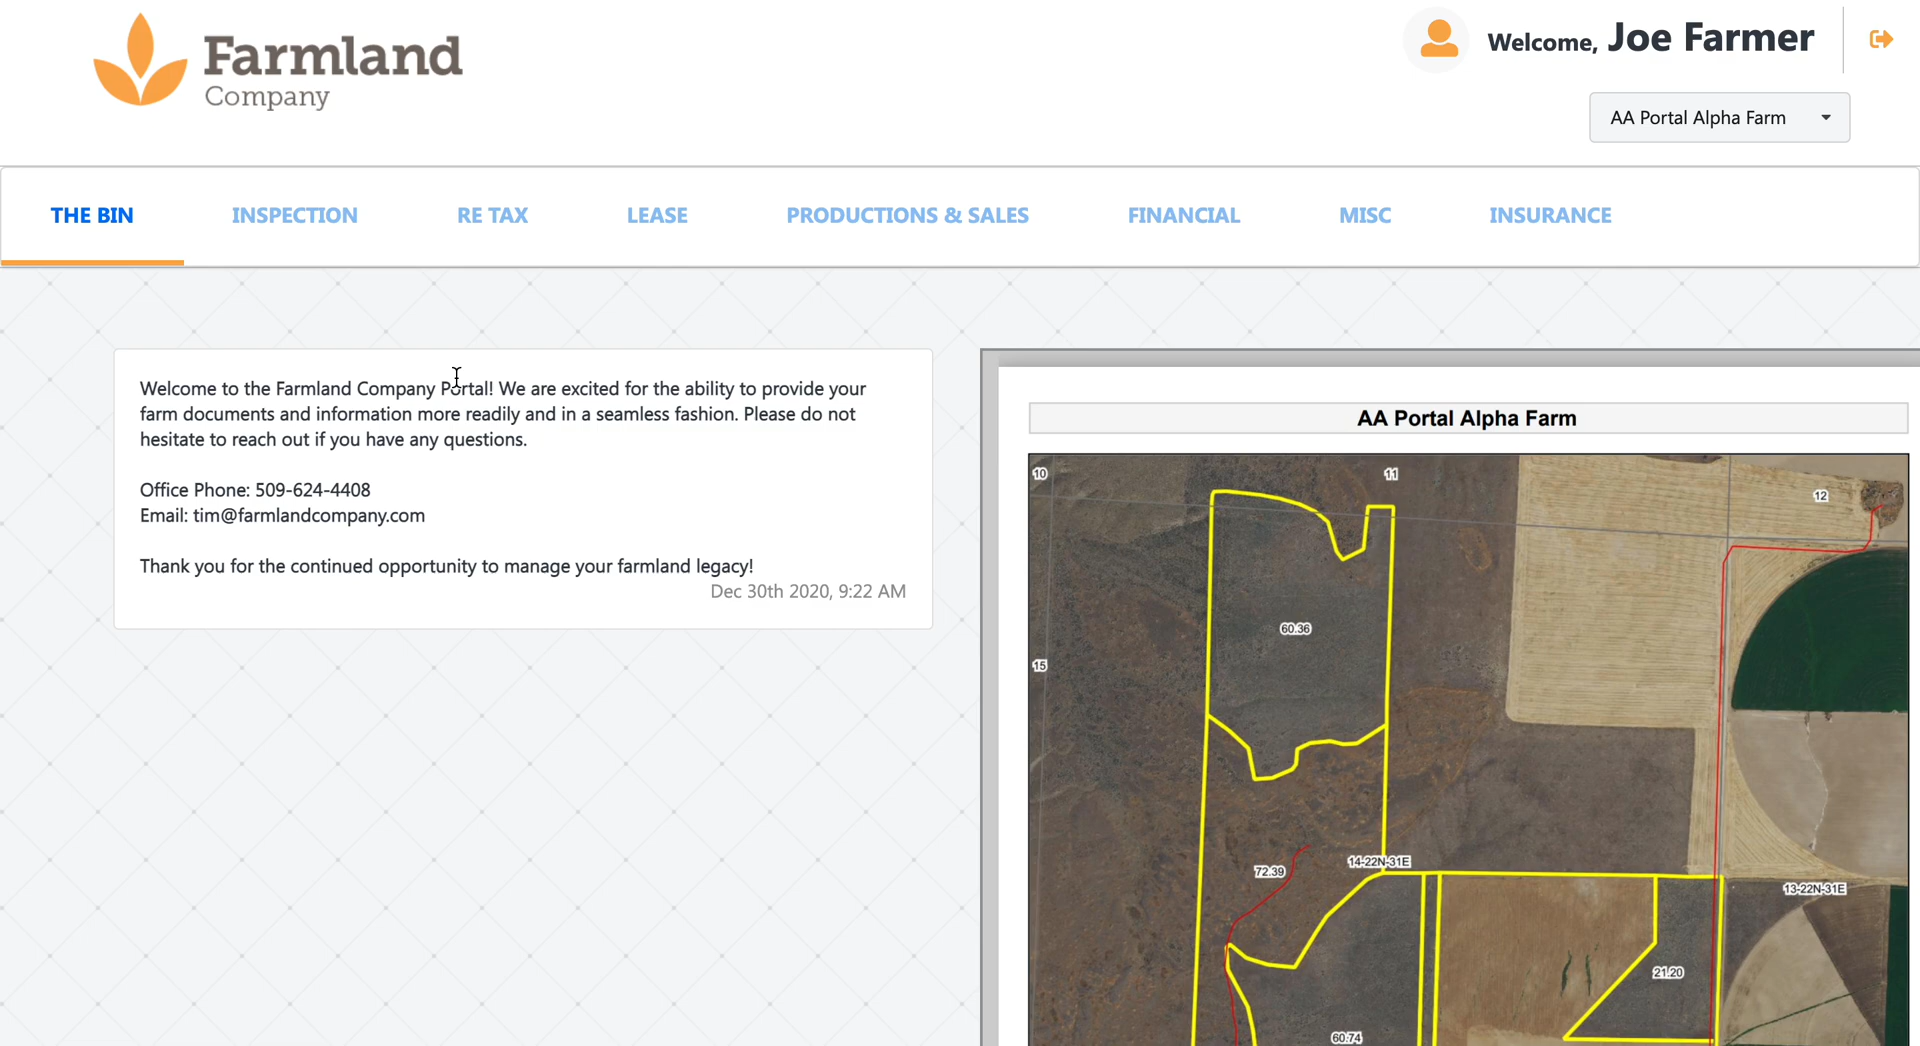 Farmland
Company
Welcome, Joe Farmer
AA Portal Alpha Farm
THE BIN INSPECTION RE TAX LEASE PRODUCTIONS & SALES FINANCIAL MISC INSURANCE
Welcome to the Farmland Company Portal! We are excited for the ability to provide your
farm documents and information more readily and in a seamless fashion. Please do not
hesitate to reach out if you have any questions.
Office Phone: 509-624-4408
Email: tim@farmlandcompany.com
Thank you for the continued opportunity to manage your farmland legacy!
Dec 30th 2020, 9:22 AM
AA Portal Alpha Farm
10
11
12
60.36
15
14-22N-31E
72.39
13-22N-31E
21.20
60.74